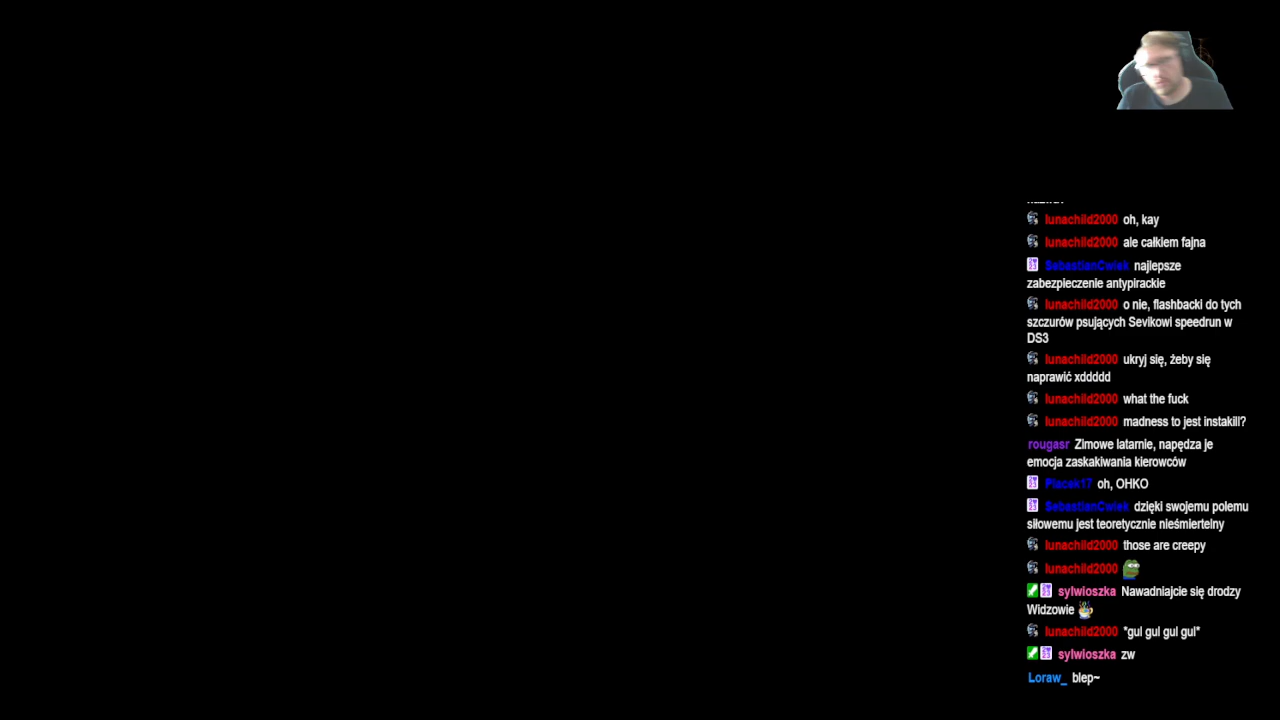 lunachild2000 oh, kay
lunachild2000 ale całkiem fajna
SebastianCwiek najlepsze
zabezpieczenie antypirackie
lunachild2000 o nie, flashbacki do tych
szczurów psujących Sevikowi speedrun w
DS3
lunachild2000 ukryj się, żeby się
naprawić xddddd
lunachild2000 what the fuck
lunachild2000 madness to jest instakill?
rougasr Zimowe latarnie, napędza je
emocja zaskakiwania kierowców
Placek17 oh, OHKO
SebastianCwiek dzięki swojemu polemu
siłowemu jest teoretycznie nieśmiertelny
lunachild2000 those are creepy
lunachild2000
sylwioszka Nawadniajcie się drodzy
Widzowie
lunachild2000 *gul gul gul gul*
sylwioszka zw
Loraw_ blep~